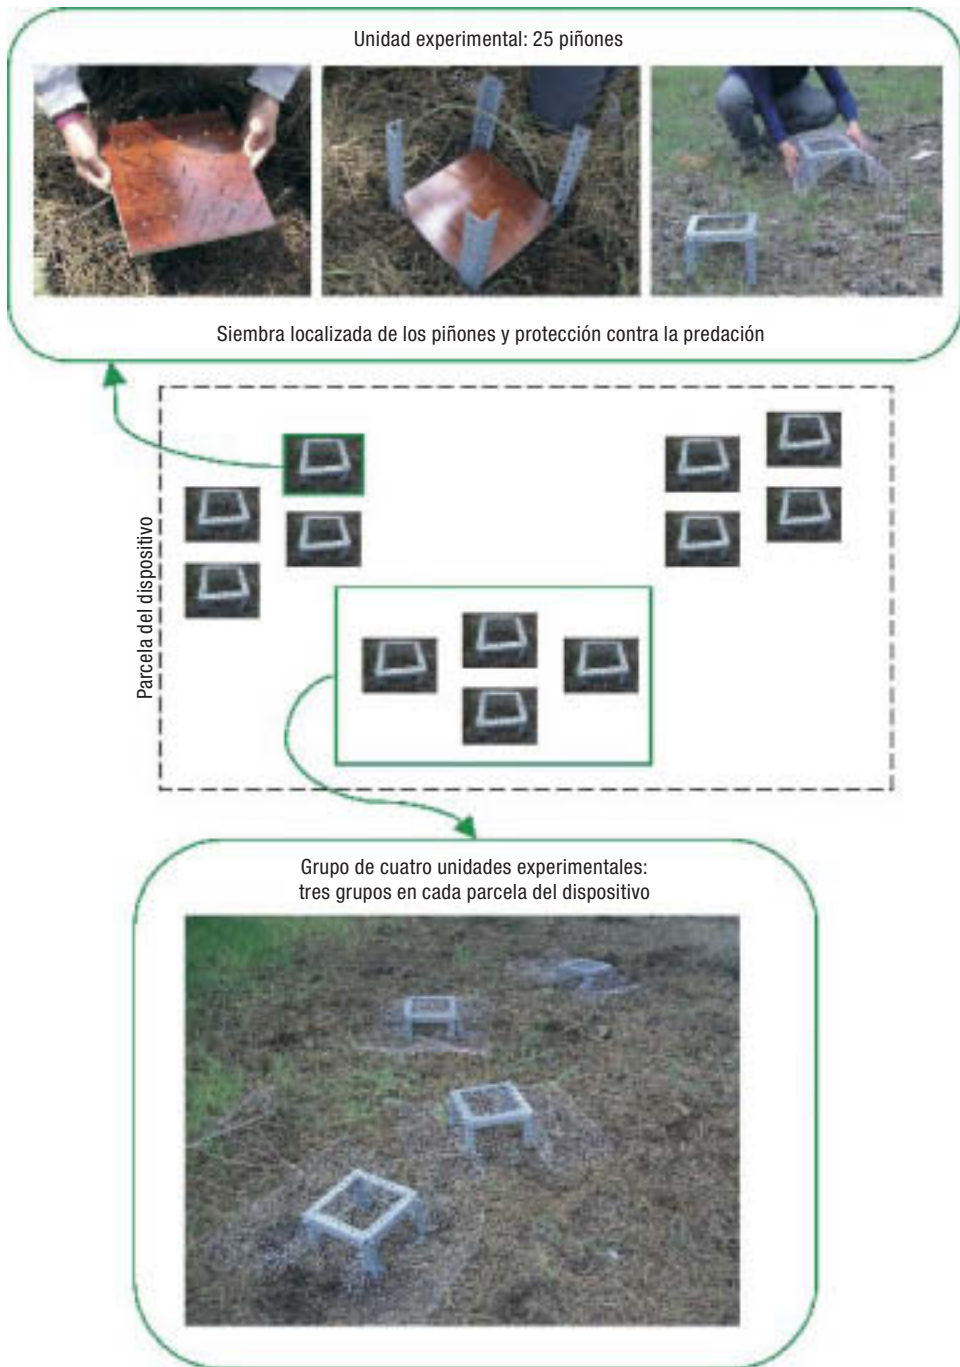 Unidad experimental: 25 piñones
Siembra localizada de los piñones y protección contra la predación
Parcela del dispositivo
Grupo de cuatro unidades experimentales:
tres grupos en cada parcela del dispositivo